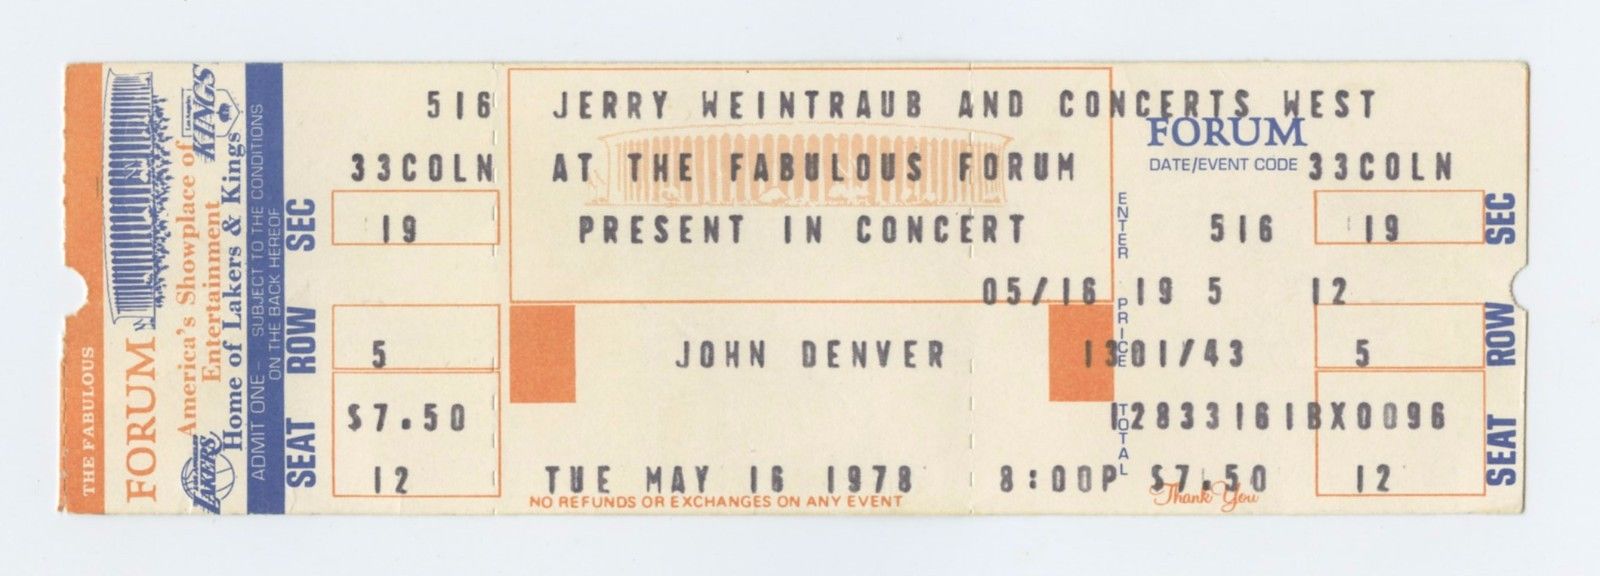 THE FABULOUS
FORUM
America's Showplace of
Entertainment
Home of Lakers & Kings
KINGS
LAKERS
ADMIT ONE - SUBJECT TO THE CONDITIONS
ON THE BACK HEREOF
SEAT ROW SEC
516
33COLN
19
5
$7.50
12
JERRY WEINTRAUB AND CONCERTS WEST
AT THE FABULOUS FORUM
PRESENT IN CONCERT
05/16 19 5 12
JOHN DENVER
1301/43
12833161BX0096
TUE MAY 16 1978 8:00P $7.50
NO REFUNDS OR EXCHANGES ON ANY EVENT
FORUM
DATE/EVENT CODE 33COLN
ENTER PRICE TOTAL
516
19
5
12
Thank You
SEAT ROW SEC